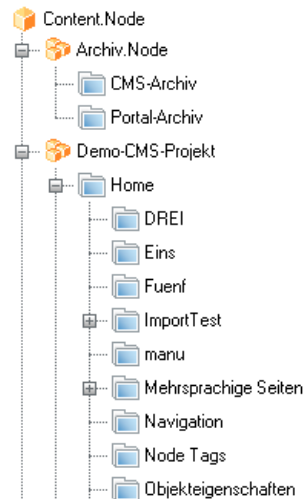 Content.Node
Archiv.Node
CMS-Archiv
Portal-Archiv
Demo-CMS-Projekt
Home
DREI
Eins
Fuenf
ImportTest
manu
Mehrsprachige Seiten
Navigation
Node Tags
Objekteigenschaften